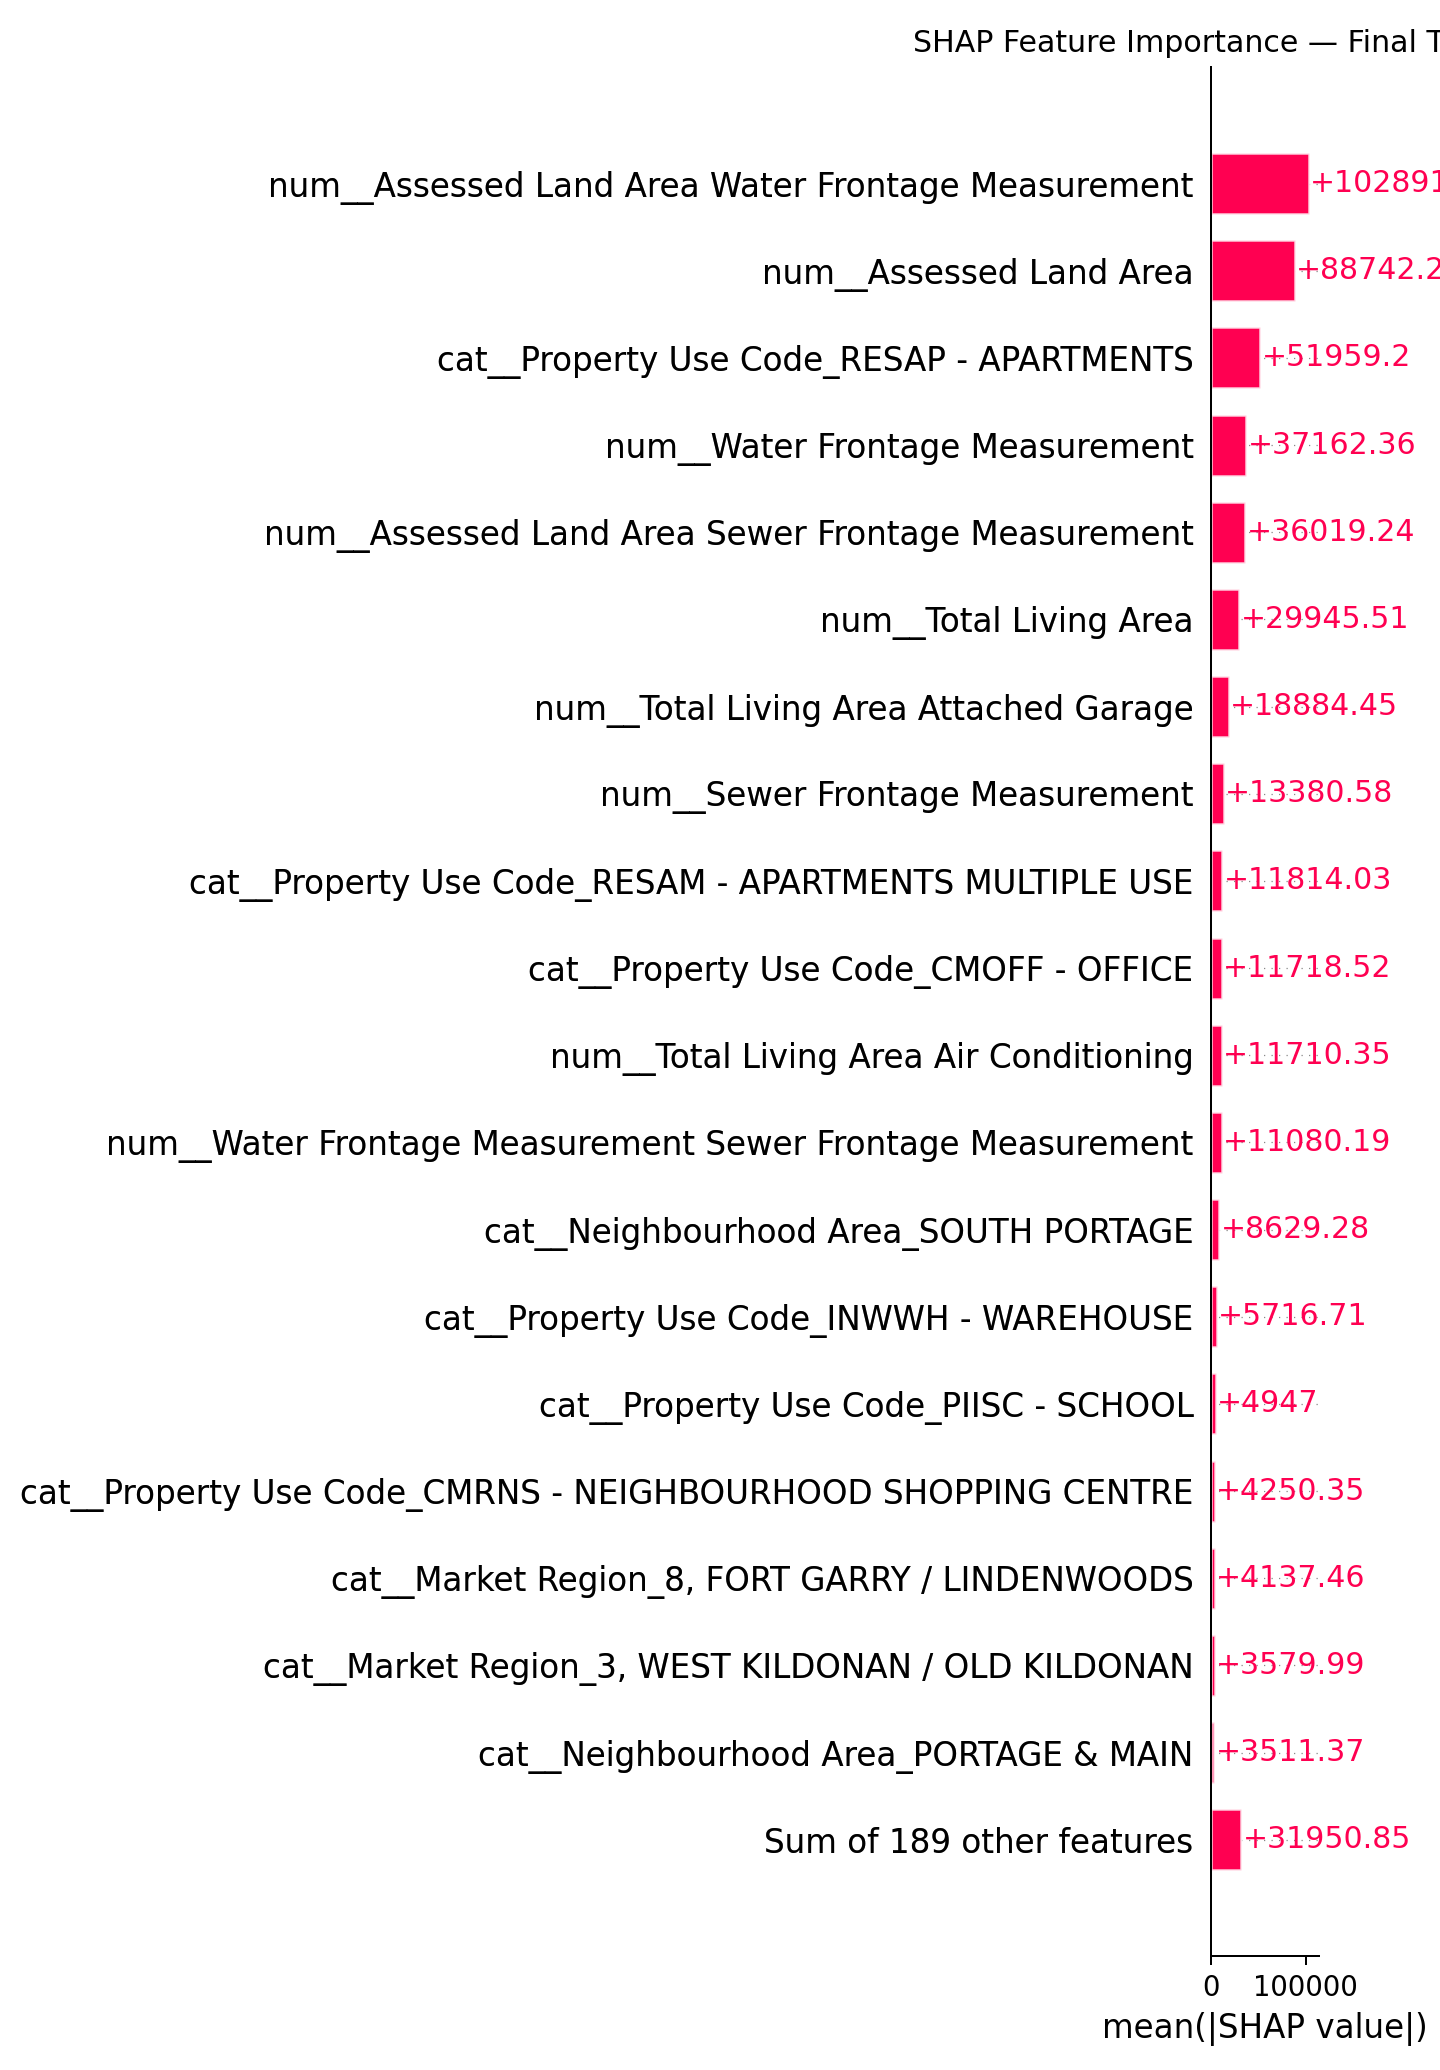 SHAP Feature Importance — Final T
num__Assessed Land Area Water Frontage Measurement +102891
num__Assessed Land Area +88742.2
cat__Property Use Code_RESAP - APARTMENTS +51959.2
num__Water Frontage Measurement +37162.36
num__Assessed Land Area Sewer Frontage Measurement +36019.24
num__Total Living Area +29945.51
num__Total Living Area Attached Garage +18884.45
num__Sewer Frontage Measurement +13380.58
cat__Property Use Code_RESAM - APARTMENTS MULTIPLE USE +11814.03
cat__Property Use Code_CMOFF - OFFICE +11718.52
num__Total Living Area Air Conditioning +11710.35
num__Water Frontage Measurement Sewer Frontage Measurement +11080.19
cat__Neighbourhood Area_SOUTH PORTAGE +8629.28
cat__Property Use Code_INWWH - WAREHOUSE +5716.71
cat__Property Use Code_PIISC - SCHOOL +4947
cat__Property Use Code_CMRNS - NEIGHBOURHOOD SHOPPING CENTRE +4250.35
cat__Market Region_8, FORT GARRY / LINDENWOODS +4137.46
cat__Market Region_3, WEST KILDONAN / OLD KILDONAN +3579.99
cat__Neighbourhood Area_PORTAGE & MAIN +3511.37
Sum of 189 other features +31950.85
0 100000
mean(|SHAP value|)